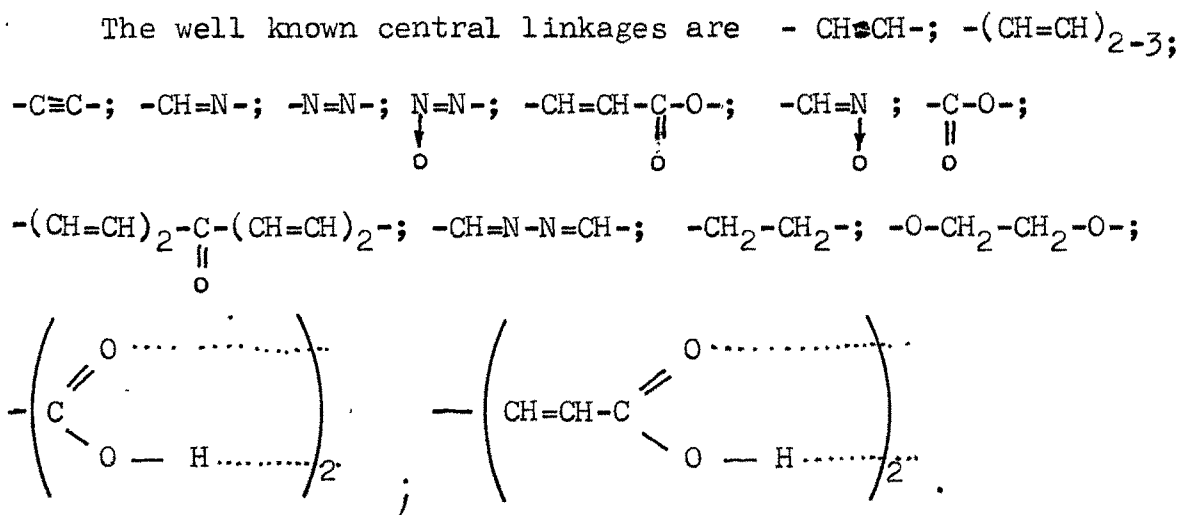 The well known central linkages are - CH=CH-; -(CH=CH)2-3;
-C≡C-; -CH=N-; -N=N-; N=N-; -CH=CH-C-O-; -CH=N ; -C-O-;
↓ || ↓ ||
O O O O
-(CH=CH)2-C-(CH=CH)2-; -CH=N-N=CH-; -CH2-CH2-; -O-CH2-CH2-O-;
||
O
O O
-(C )2 ; —(CH=CH-C )2 .
O — H O — H